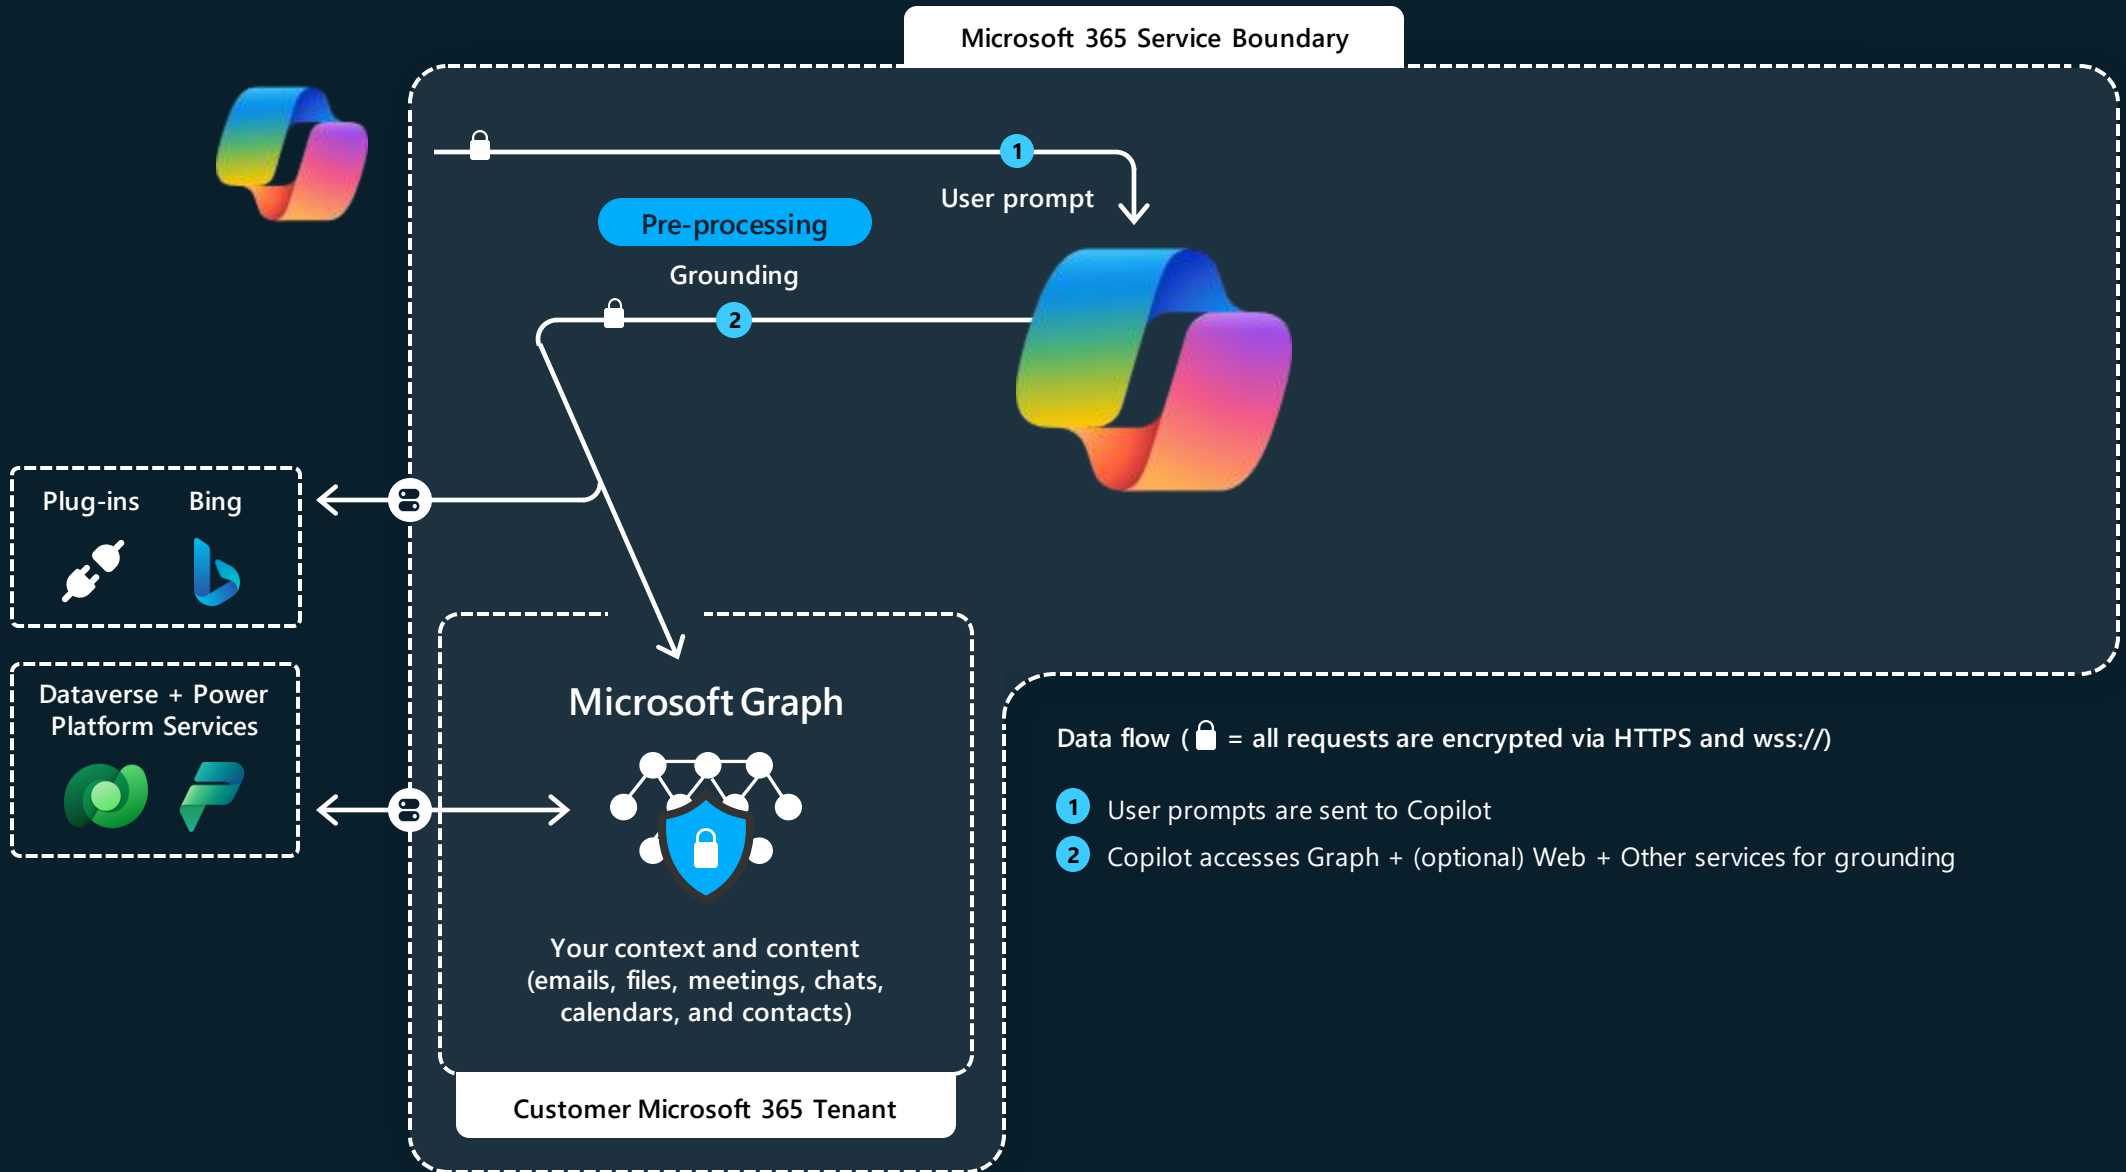 Microsoft 365 Service Boundary
1
User prompt
Pre-processing
Grounding
2
Plug-ins
Bing
Dataverse + Power
Platform Services
Microsoft Graph
Your context and content
(emails, files, meetings, chats,
calendars, and contacts)
Customer Microsoft 365 Tenant
Data flow ( = all requests are encrypted via HTTPS and wss://)
1 User prompts are sent to Copilot
2 Copilot accesses Graph + (optional) Web + Other services for grounding